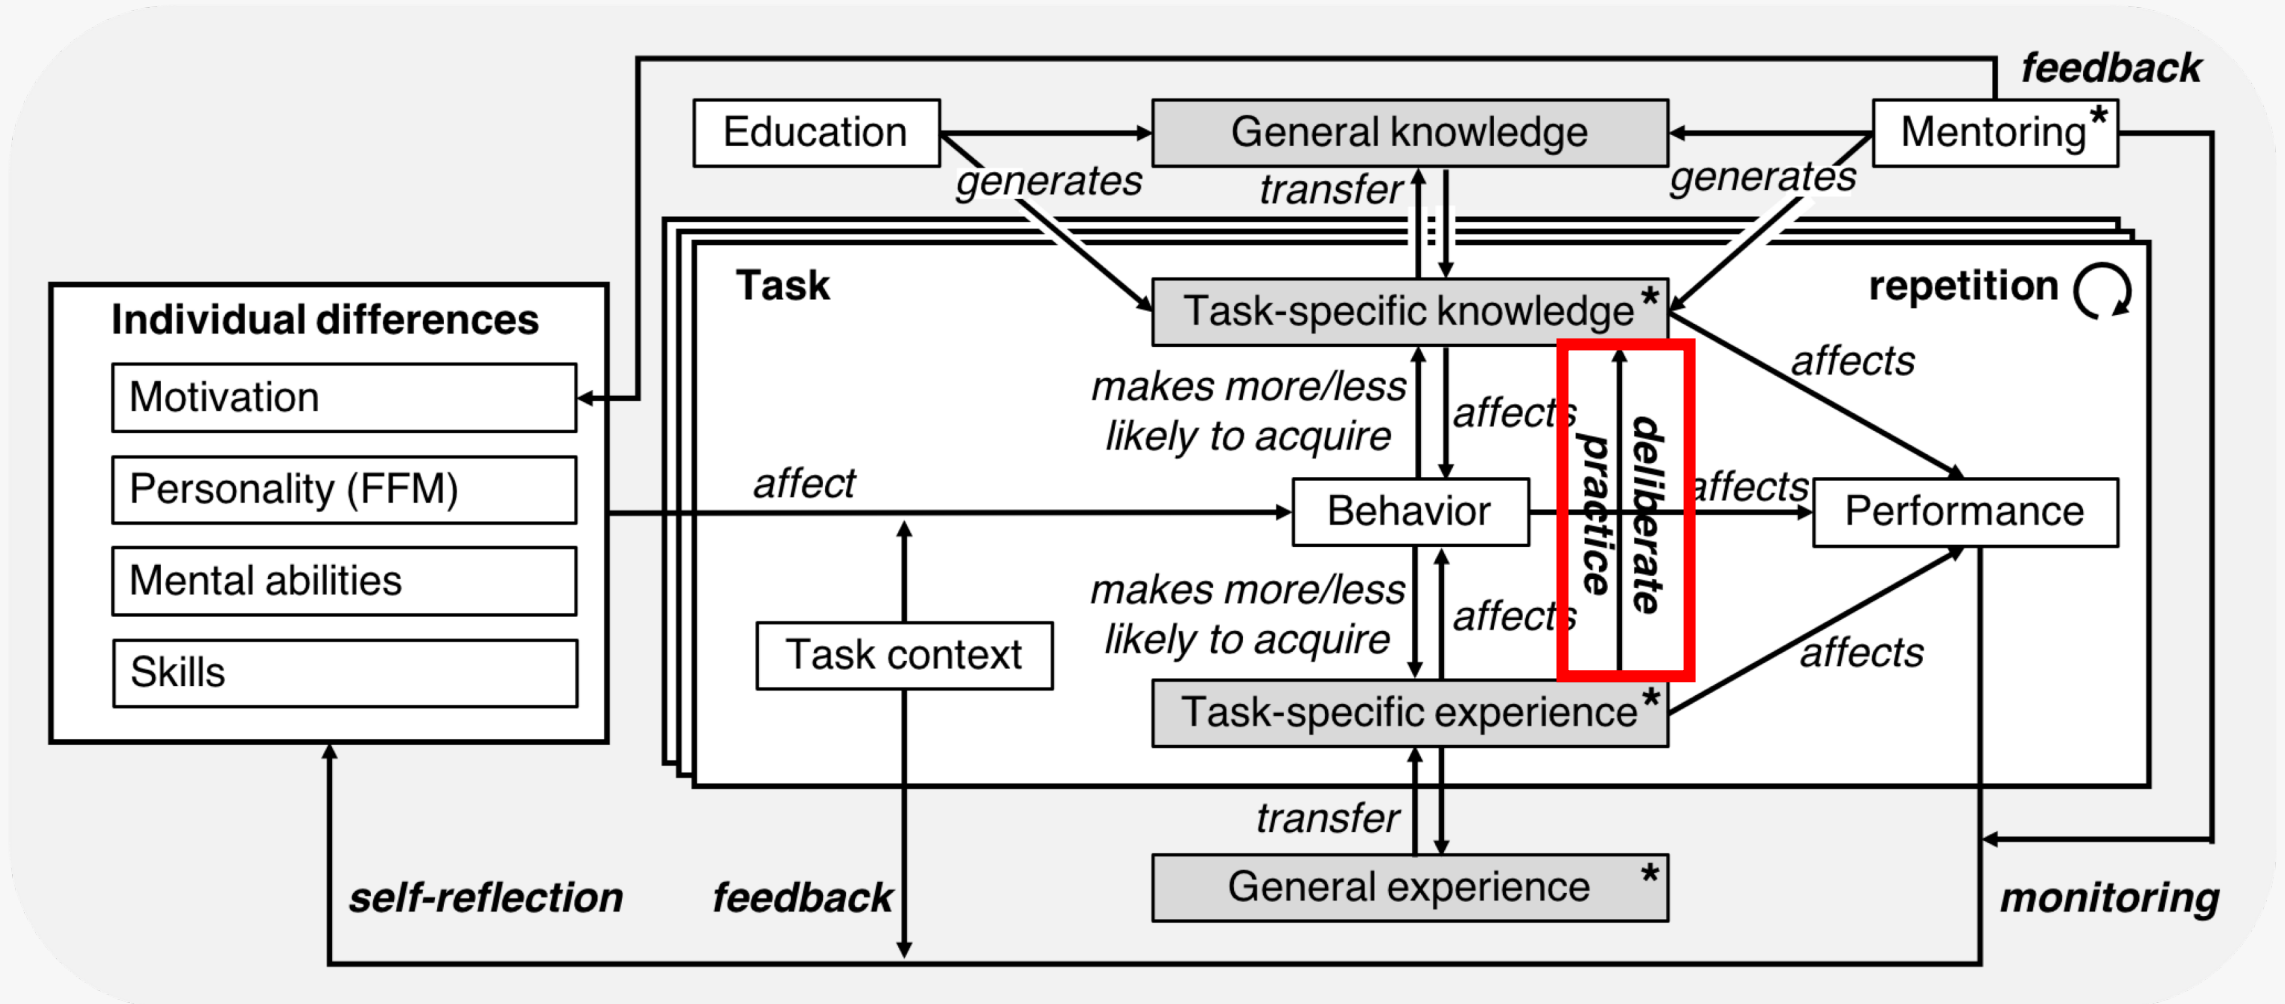 feedback
Education
General knowledge
Mentoring*
generates
transfer
generates
Task
repetition
Task-specific knowledge*
Individual differences
Motivation
Personality (FFM)
Mental abilities
Skills
makes more/less
likely to acquire
affects
affects
affect
Behavior
deliberate
practice
affects
Performance
makes more/less
likely to acquire
affects
affects
Task context
Task-specific experience*
transfer
General experience *
self-reflection
feedback
monitoring